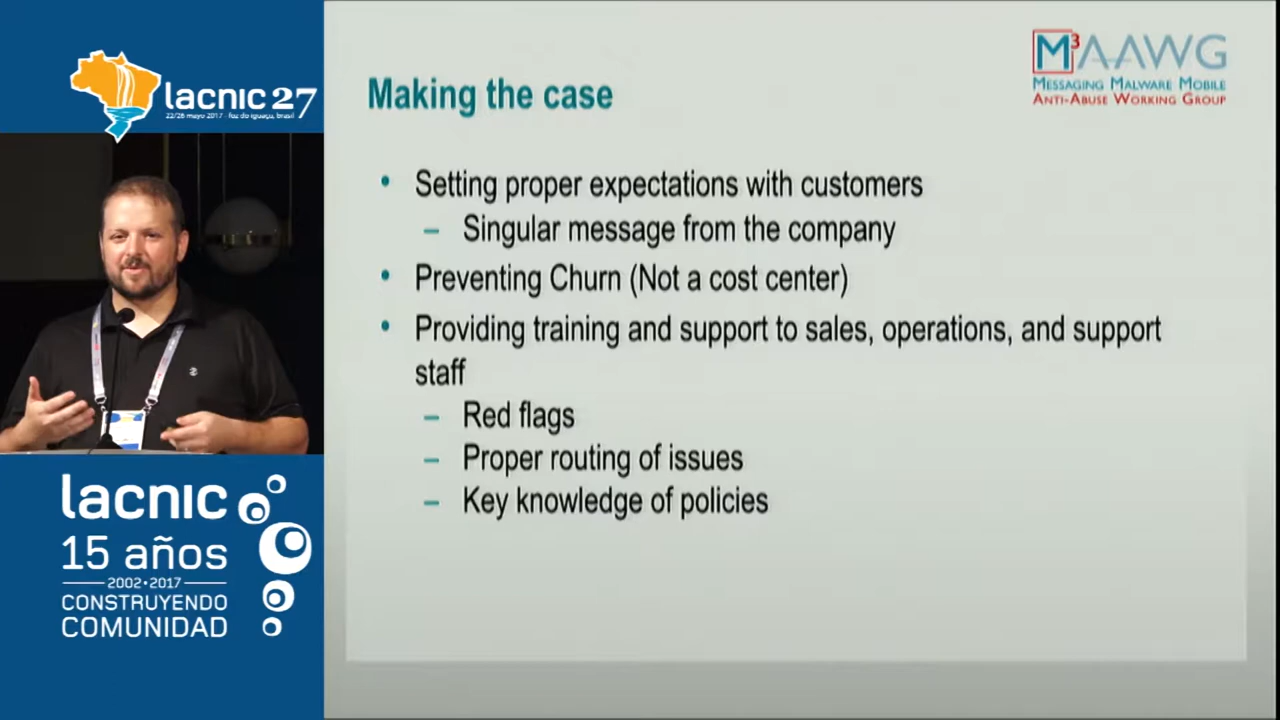 lacnic 27
22/26 mayo 2017 - foz do iguaçu, brasil
lacnic
15 años
2002•2017
CONSTRUYENDO
COMUNIDAD
M3AAWG
MESSAGING MALWARE MOBILE
ANTI-ABUSE WORKING GROUP
Making the case
• Setting proper expectations with customers
– Singular message from the company
• Preventing Churn (Not a cost center)
• Providing training and support to sales, operations, and support
staff
– Red flags
– Proper routing of issues
– Key knowledge of policies